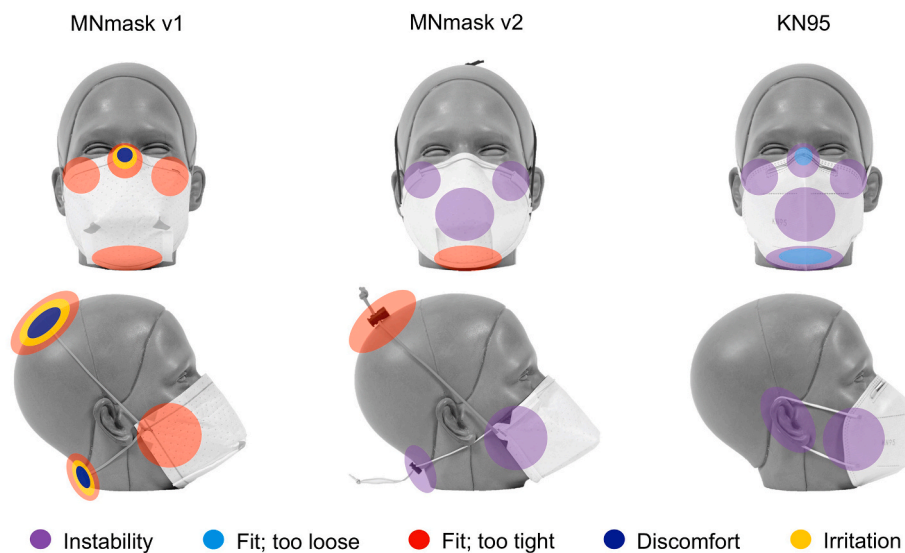 MNmask v1 MNmask v2 KN95
Instability Fit; too loose Fit; too tight Discomfort Irritation